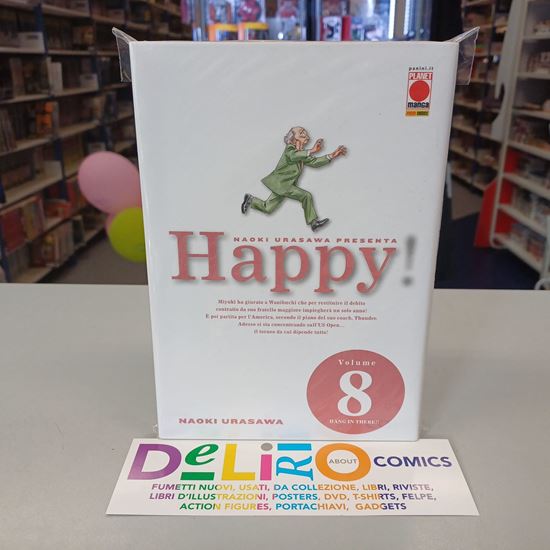 panini.it
PLANET
manga
NAOKI URASAWA PRESENTA
Happy!
Miyuki ha giurato a Wanibuchi che per restituire il debito
contratto da suo fratello maggiore impiegherà un solo anno!
E poi partita per l'America, secondo il piano del suo coach, Thunder.
Adesso si sta concentrando sull'US Open...
il torneo da cui dipende tutto!
Volume
8
HANG IN THERE!!
NAOKI URASAWA
DeLiRiO ABOUT COMICS
FUMETTI NUOVI, USATI, DA COLLEZIONE, LIBRI, RIVISTE,
LIBRI D'ILLUSTRAZIONI, POSTERS, DVD, T-SHIRTS, FELPE,
ACTION FIGURES, PORTACHIAVI, GADGETS